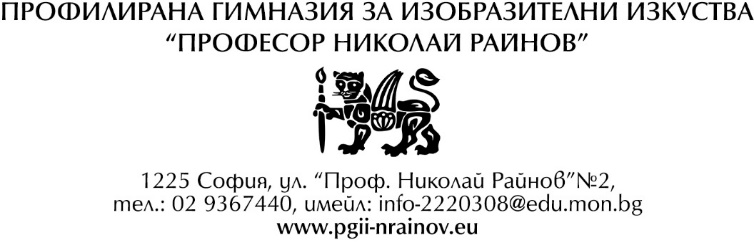 ПРОФИЛИРАНА ГИМНАЗИЯ ЗА ИЗОБРАЗИТЕЛНИ ИЗКУСТВА
“ПРОФЕСОР НИКОЛАЙ РАЙНОВ”
1225 София, ул. “Проф. Николай Райнов”№2,
тел.: 02 9367440, имейл: info-2220308@edu.mon.bg
www.pgii-nrainov.eu